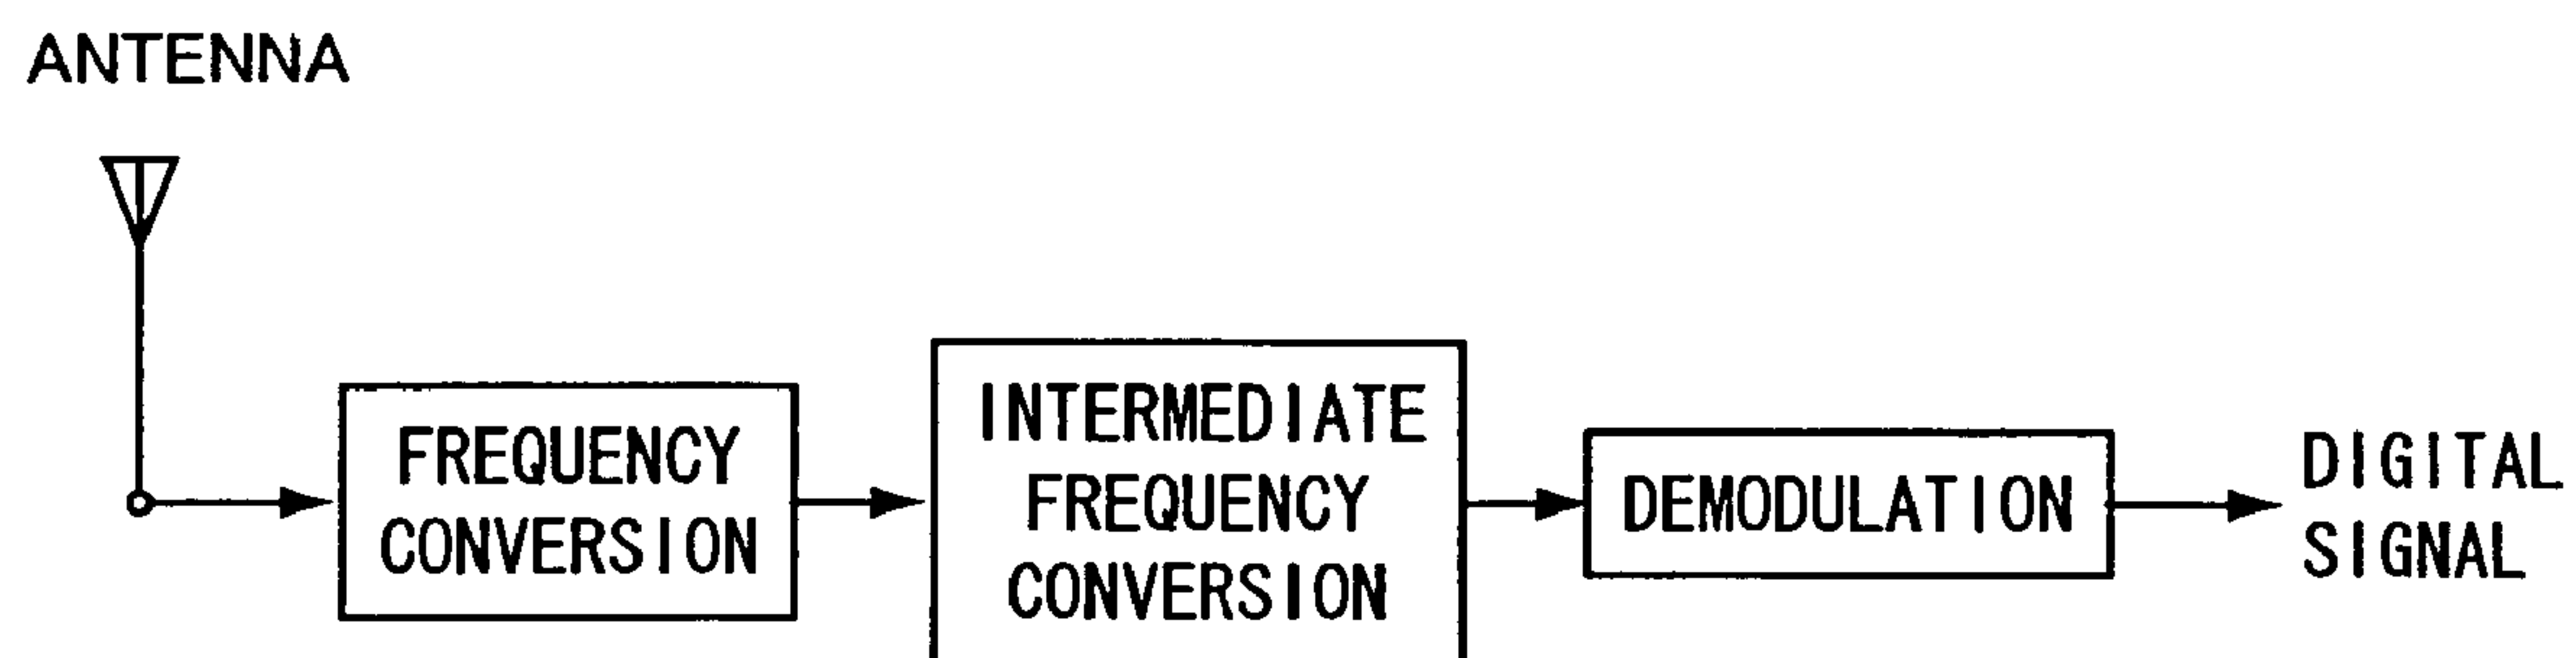 ANTENNA
FREQUENCY
CONVERSION
INTERMEDIATE
FREQUENCY
CONVERSION
DEMODULATION
DIGITAL
SIGNAL